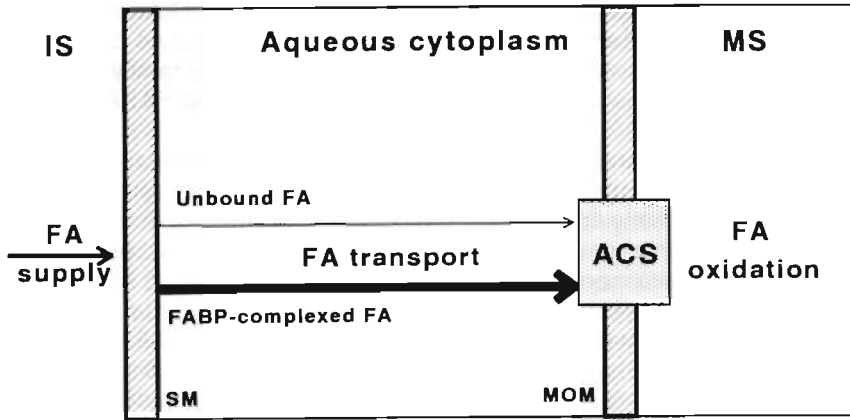 IS
Aqueous cytoplasm
MS
Unbound FA
FA
supply
FA transport
ACS
FA
oxidation
FABP-complexed FA
SM
MOM